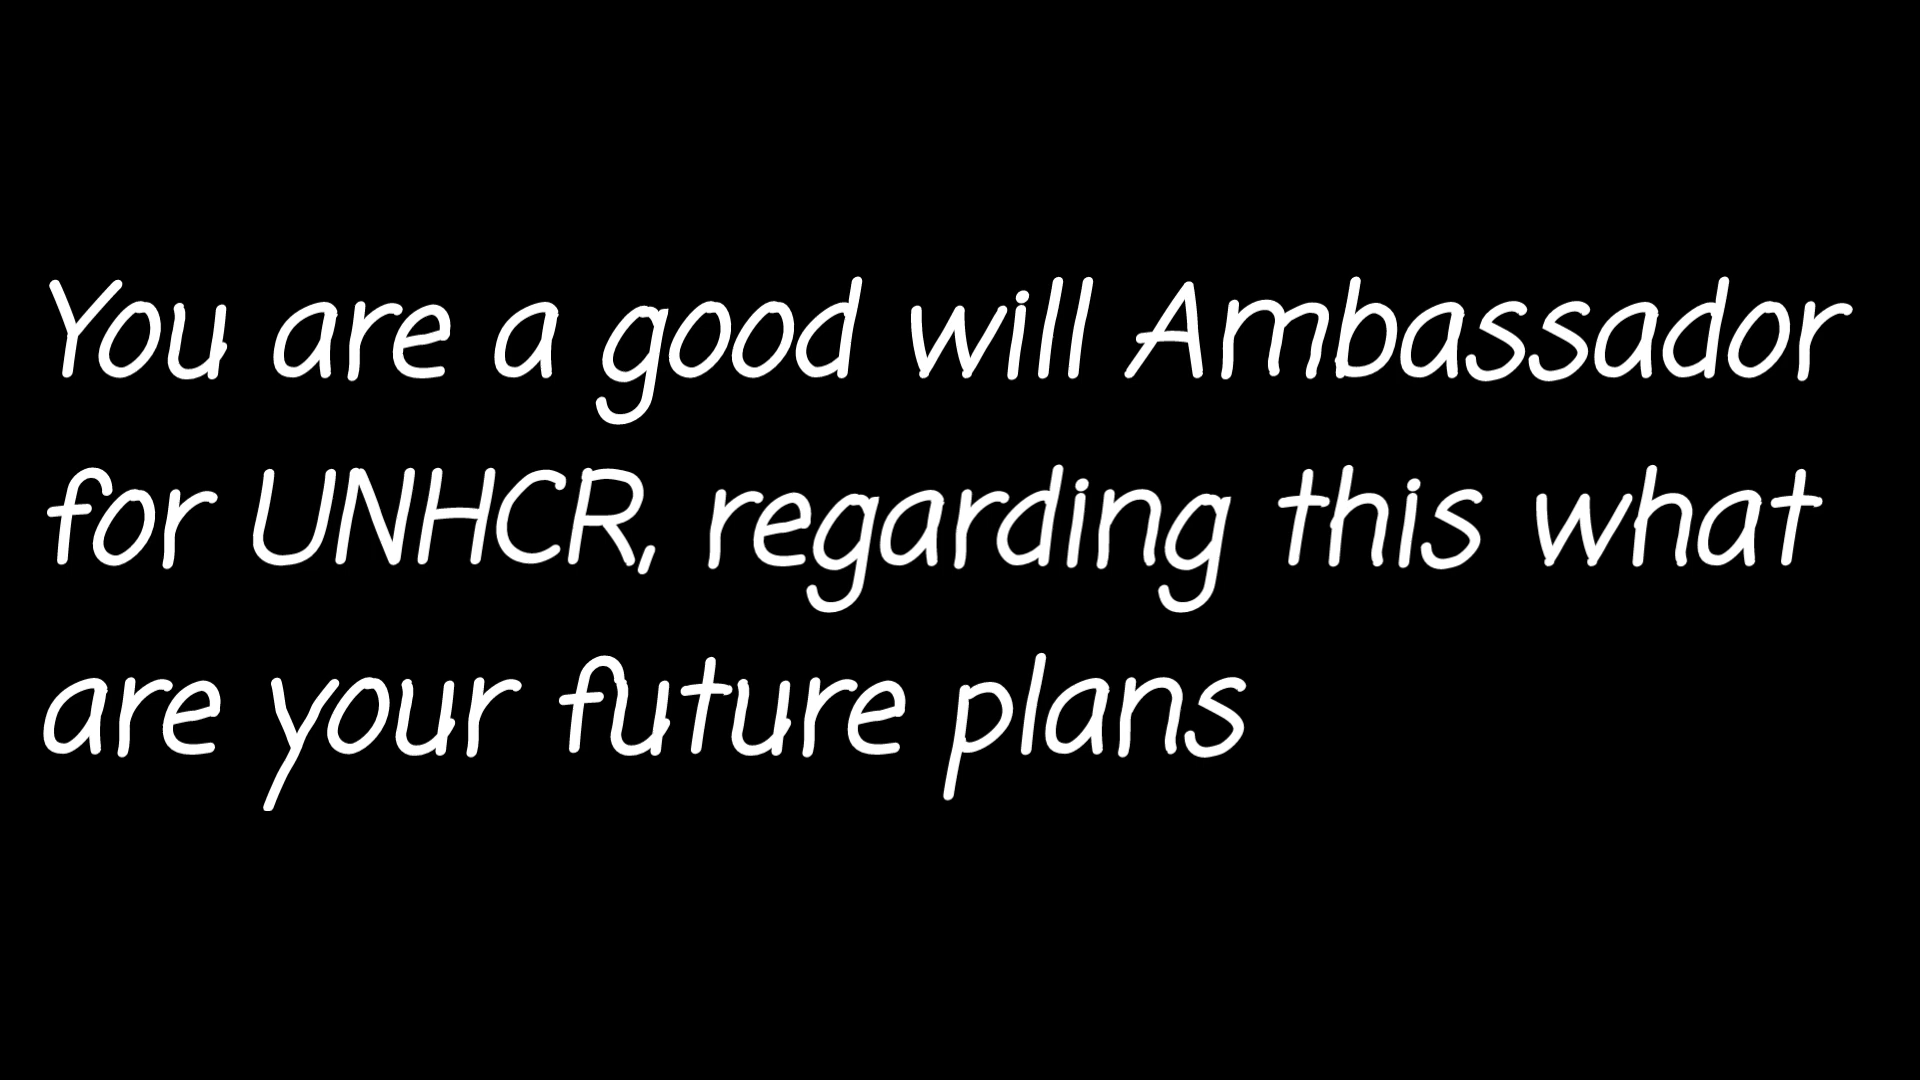 You are a good will Ambassador
for UNHCR, regarding this what
are your future plans